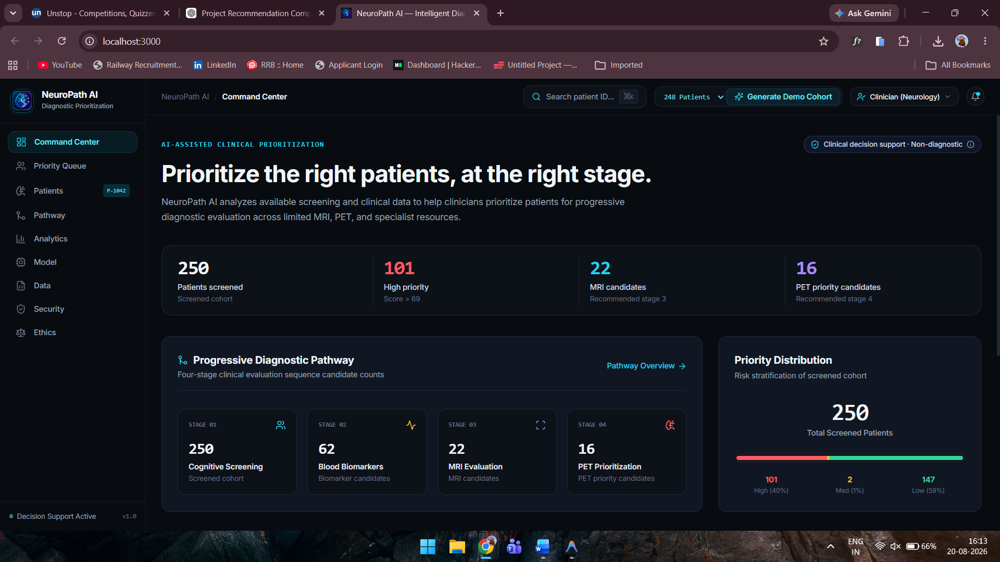 Unstop - Competitions, Quizzes
Project Recommendation Comp
NeuroPath AI — Intelligent Diag
Ask Gemini
localhost:3000
f?
YouTube
Railway Recruitment...
LinkedIn
RRB :: Home
Applicant Login
Dashboard | Hacker...
Untitled Project —...
Imported
All Bookmarks
NeuroPath AI
Diagnostic Prioritization
NeuroPath AI / Command Center
Search patient ID... ⌘K
248 Patients
Generate Demo Cohort
Clinician (Neurology)
Command Center
Priority Queue
Patients P-1042
Pathway
Analytics
Model
Data
Security
Ethics
Decision Support Active v1.0
AI-ASSISTED CLINICAL PRIORITIZATION
Clinical decision support · Non-diagnostic
Prioritize the right patients, at the right stage.
NeuroPath AI analyzes available screening and clinical data to help clinicians prioritize patients for progressive
diagnostic evaluation across limited MRI, PET, and specialist resources.
250
Patients screened
Screened cohort
101
High priority
Score > 69
22
MRI candidates
Recommended stage 3
16
PET priority candidates
Recommended stage 4
Progressive Diagnostic Pathway
Four-stage clinical evaluation sequence candidate counts
Pathway Overview →
STAGE 01
250
Cognitive Screening
Screened cohort
STAGE 02
62
Blood Biomarkers
Biomarker candidates
STAGE 03
22
MRI Evaluation
MRI candidates
STAGE 04
16
PET Prioritization
PET priority candidates
Priority Distribution
Risk stratification of screened cohort
250
Total Screened Patients
101
High (40%)
2
Med (1%)
147
Low (59%)
ENG
IN
66%
16:13
20-08-2026